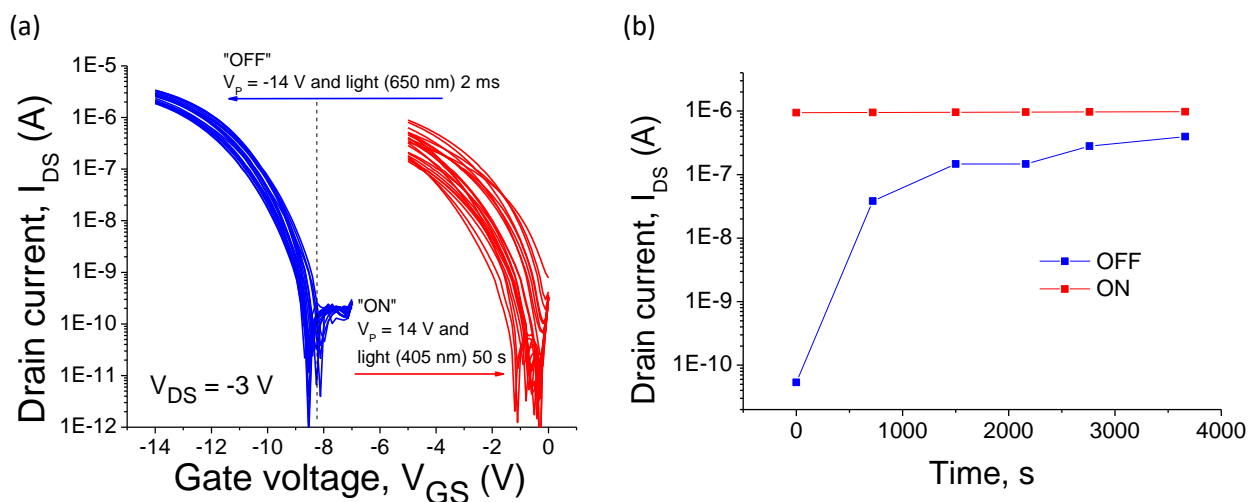 (a)
(b)
"OFF"
V_P = -14 V and light (650 nm) 2 ms
1E-5
1E-6
1E-7
1E-8
1E-9
1E-10
1E-11
1E-12
Drain current, I_DS (A)
"ON"
V_P = 14 V and
light (405 nm) 50 s
V_DS = -3 V
-14
-12
-10
-8
-6
-4
-2
0
Gate voltage, V_GS (V)
1E-6
1E-7
1E-8
1E-9
1E-10
Drain current, I_DS (A)
OFF
ON
0
1000
2000
3000
4000
Time, s